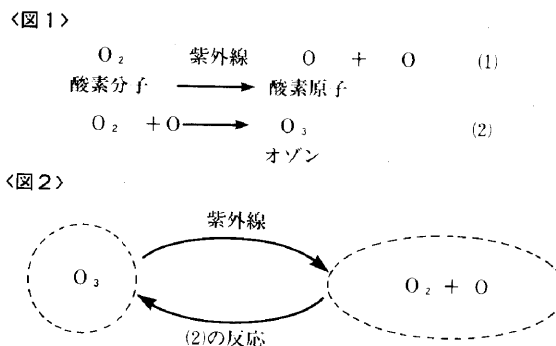 〈図1〉
O₂ 紫外線 O + O (1)
酸素分子 → 酸素原子
O₂ + O → O₃ (2)
オゾン
〈図2〉
紫外線
O₃ O₂ + O
(2)の反応